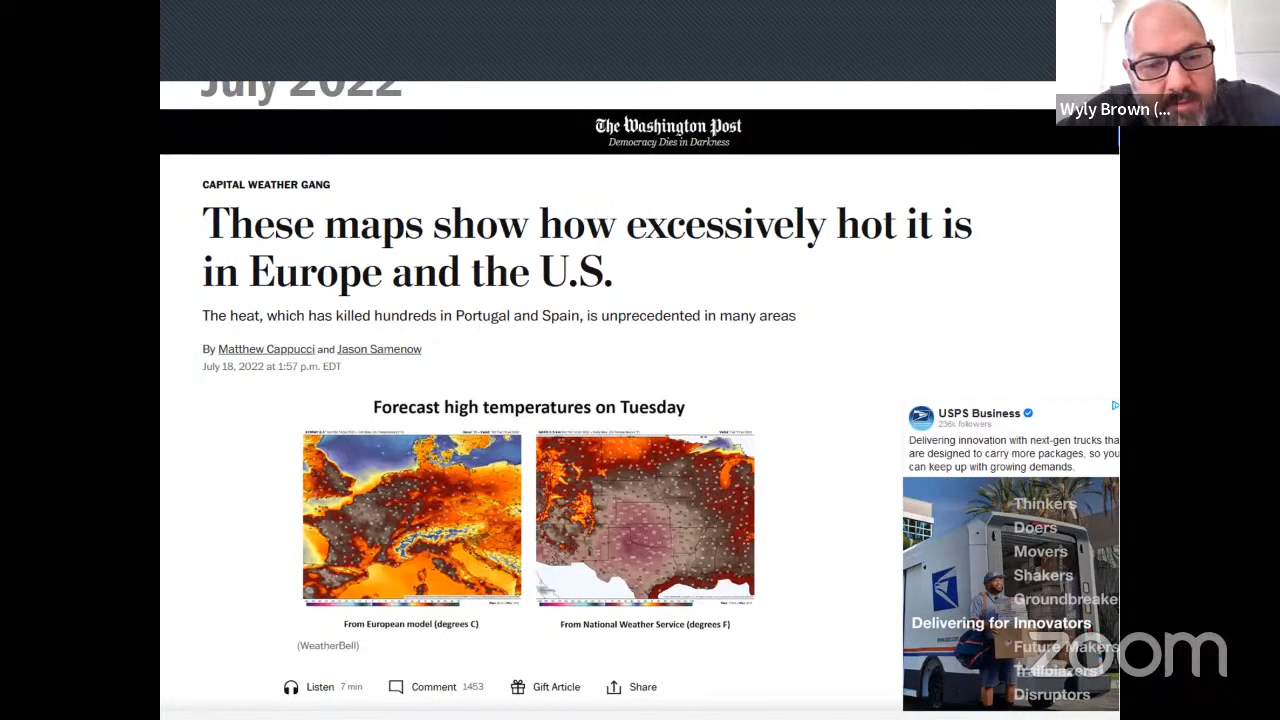 July 2022
Wyly Brown (...
The Washington Post
Democracy Dies in Darkness
CAPITAL WEATHER GANG
These maps show how excessively hot it is
in Europe and the U.S.
The heat, which has killed hundreds in Portugal and Spain, is unprecedented in many areas
By Matthew Cappucci and Jason Samenow
July 18, 2022 at 1:57 p.m. EDT
Forecast high temperatures on Tuesday
From European model (degrees C)
From National Weather Service (degrees F)
(WeatherBell)
Listen 7 min
Comment 1453
Gift Article
Share
USPS Business
236k followers
Delivering innovation with next-gen trucks tha
are designed to carry more packages, so you
can keep up with growing demands.
Thinkers
Doers
Movers
Shakers
Groundbreake
Delivering for Innovators
Future Makers
Trailblazers
Disruptors
zoom